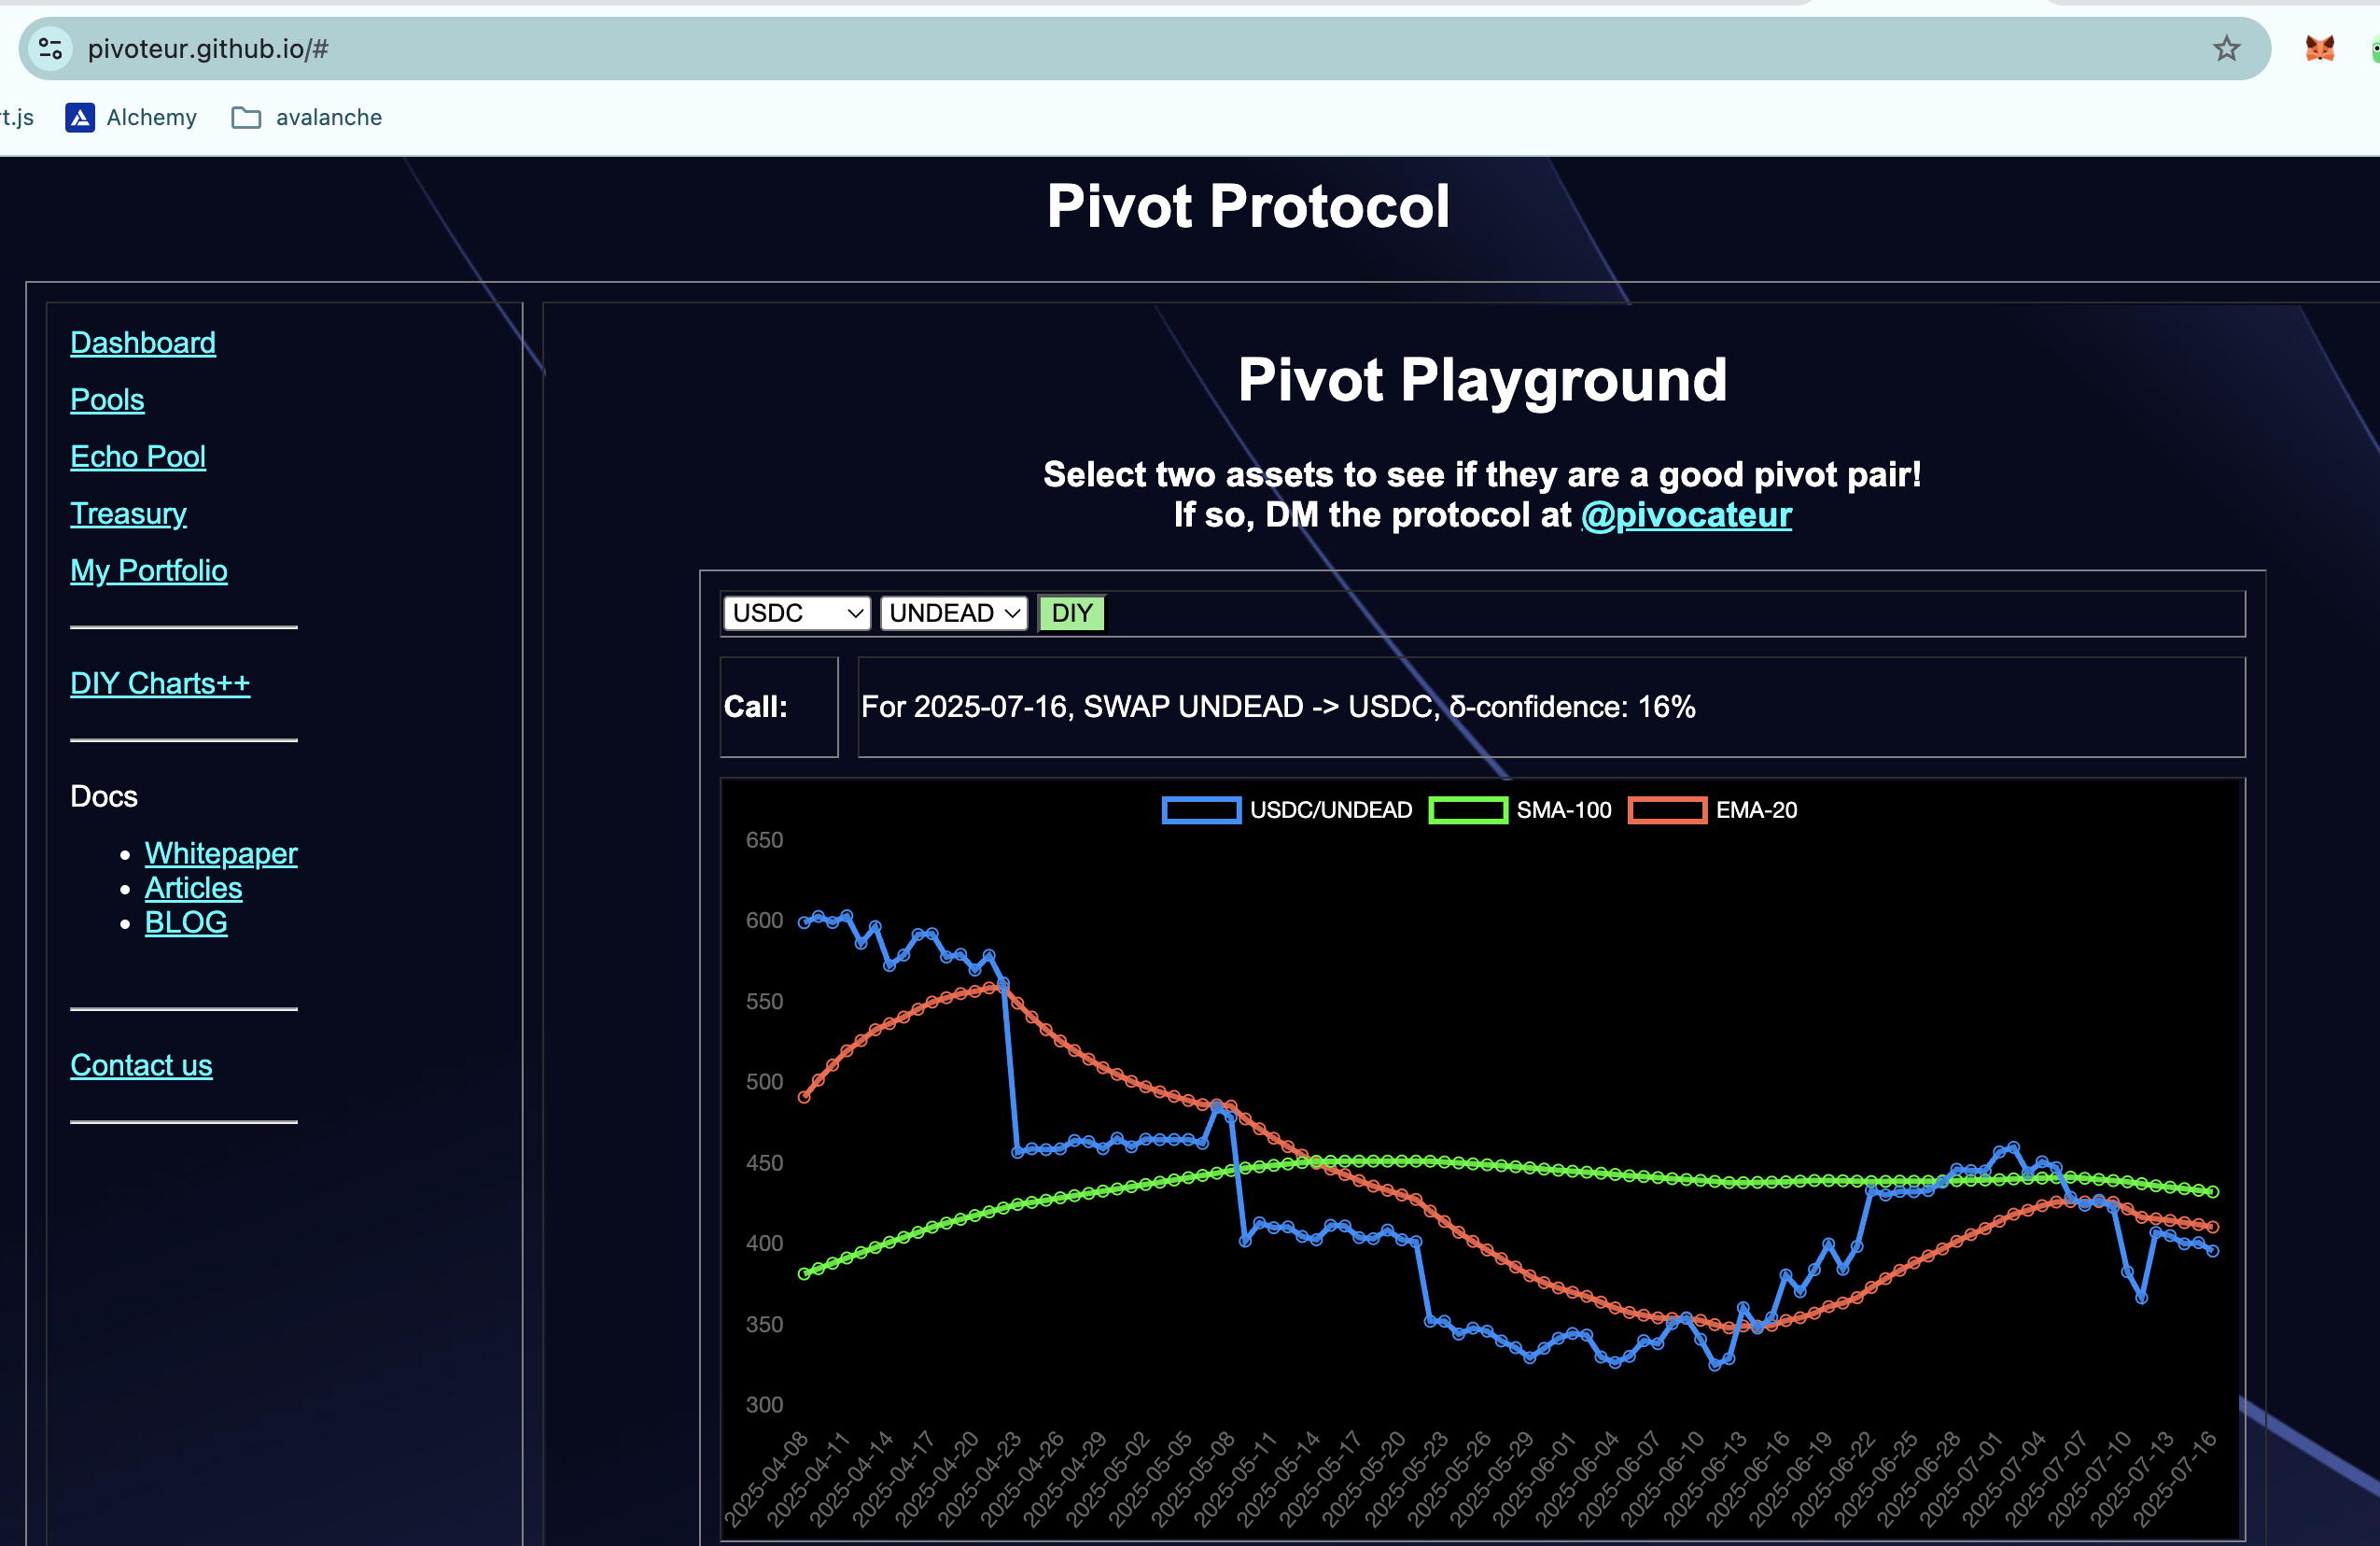 pivoteur.github.io/#
t.js Alchemy avalanche
Pivot Protocol
Dashboard
Pools
Echo Pool
Treasury
My Portfolio
DIY Charts++
Docs
Whitepaper
Articles
BLOG
Contact us
Pivot Playground
Select two assets to see if they are a good pivot pair!
If so, DM the protocol at @pivocateur
USDC UNDEAD DIY
Call: For 2025-07-16, SWAP UNDEAD -> USDC, δ-confidence: 16%
USDC/UNDEAD SMA-100 EMA-20
650
600
550
500
450
400
350
300
2025-04-08 2025-04-11 2025-04-14 2025-04-17 2025-04-20 2025-04-23 2025-04-26 2025-04-29 2025-05-02 2025-05-05 2025-05-08 2025-05-11 2025-05-14 2025-05-17 2025-05-20 2025-05-23 2025-05-26 2025-05-29 2025-06-01 2025-06-04 2025-06-07 2025-06-10 2025-06-13 2025-06-16 2025-06-19 2025-06-22 2025-06-25 2025-06-28 2025-07-01 2025-07-04 2025-07-07 2025-07-10 2025-07-13 2025-07-16